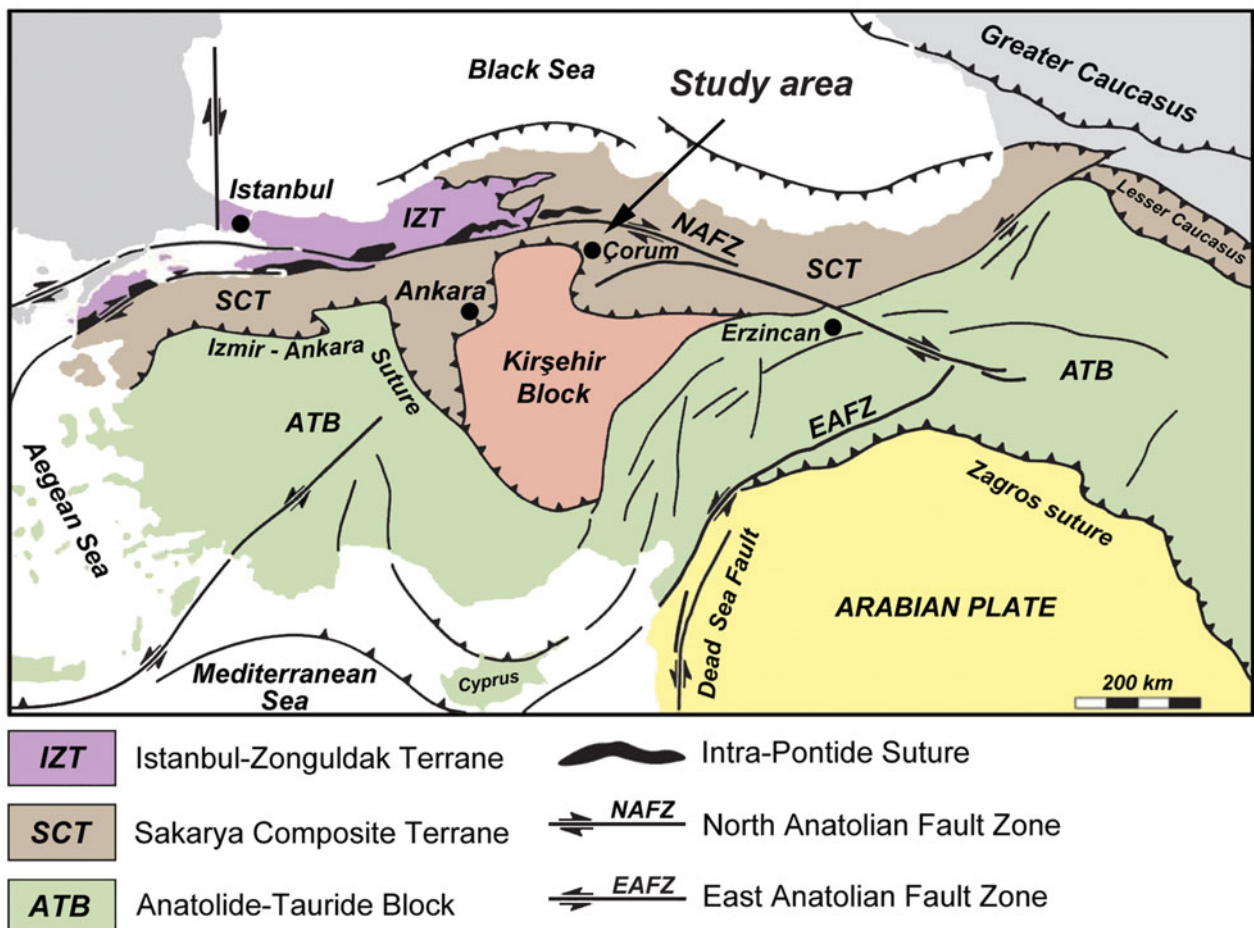 Black Sea
Greater Caucasus
Study area
Istanbul
IZT
NAFZ
Lesser Caucasus
Çorum
SCT
SCT
Ankara
Izmir - Ankara
Suture
Erzincan
Kirşehir
Block
ATB
ATB
EAFZ
Aegean Sea
Zagros suture
Dead Sea Fault
ARABIAN PLATE
Mediterranean
Sea
Cyprus
200 km
IZT Istanbul-Zonguldak Terrane
Intra-Pontide Suture
SCT Sakarya Composite Terrane
NAFZ North Anatolian Fault Zone
ATB Anatolide-Tauride Block
EAFZ East Anatolian Fault Zone